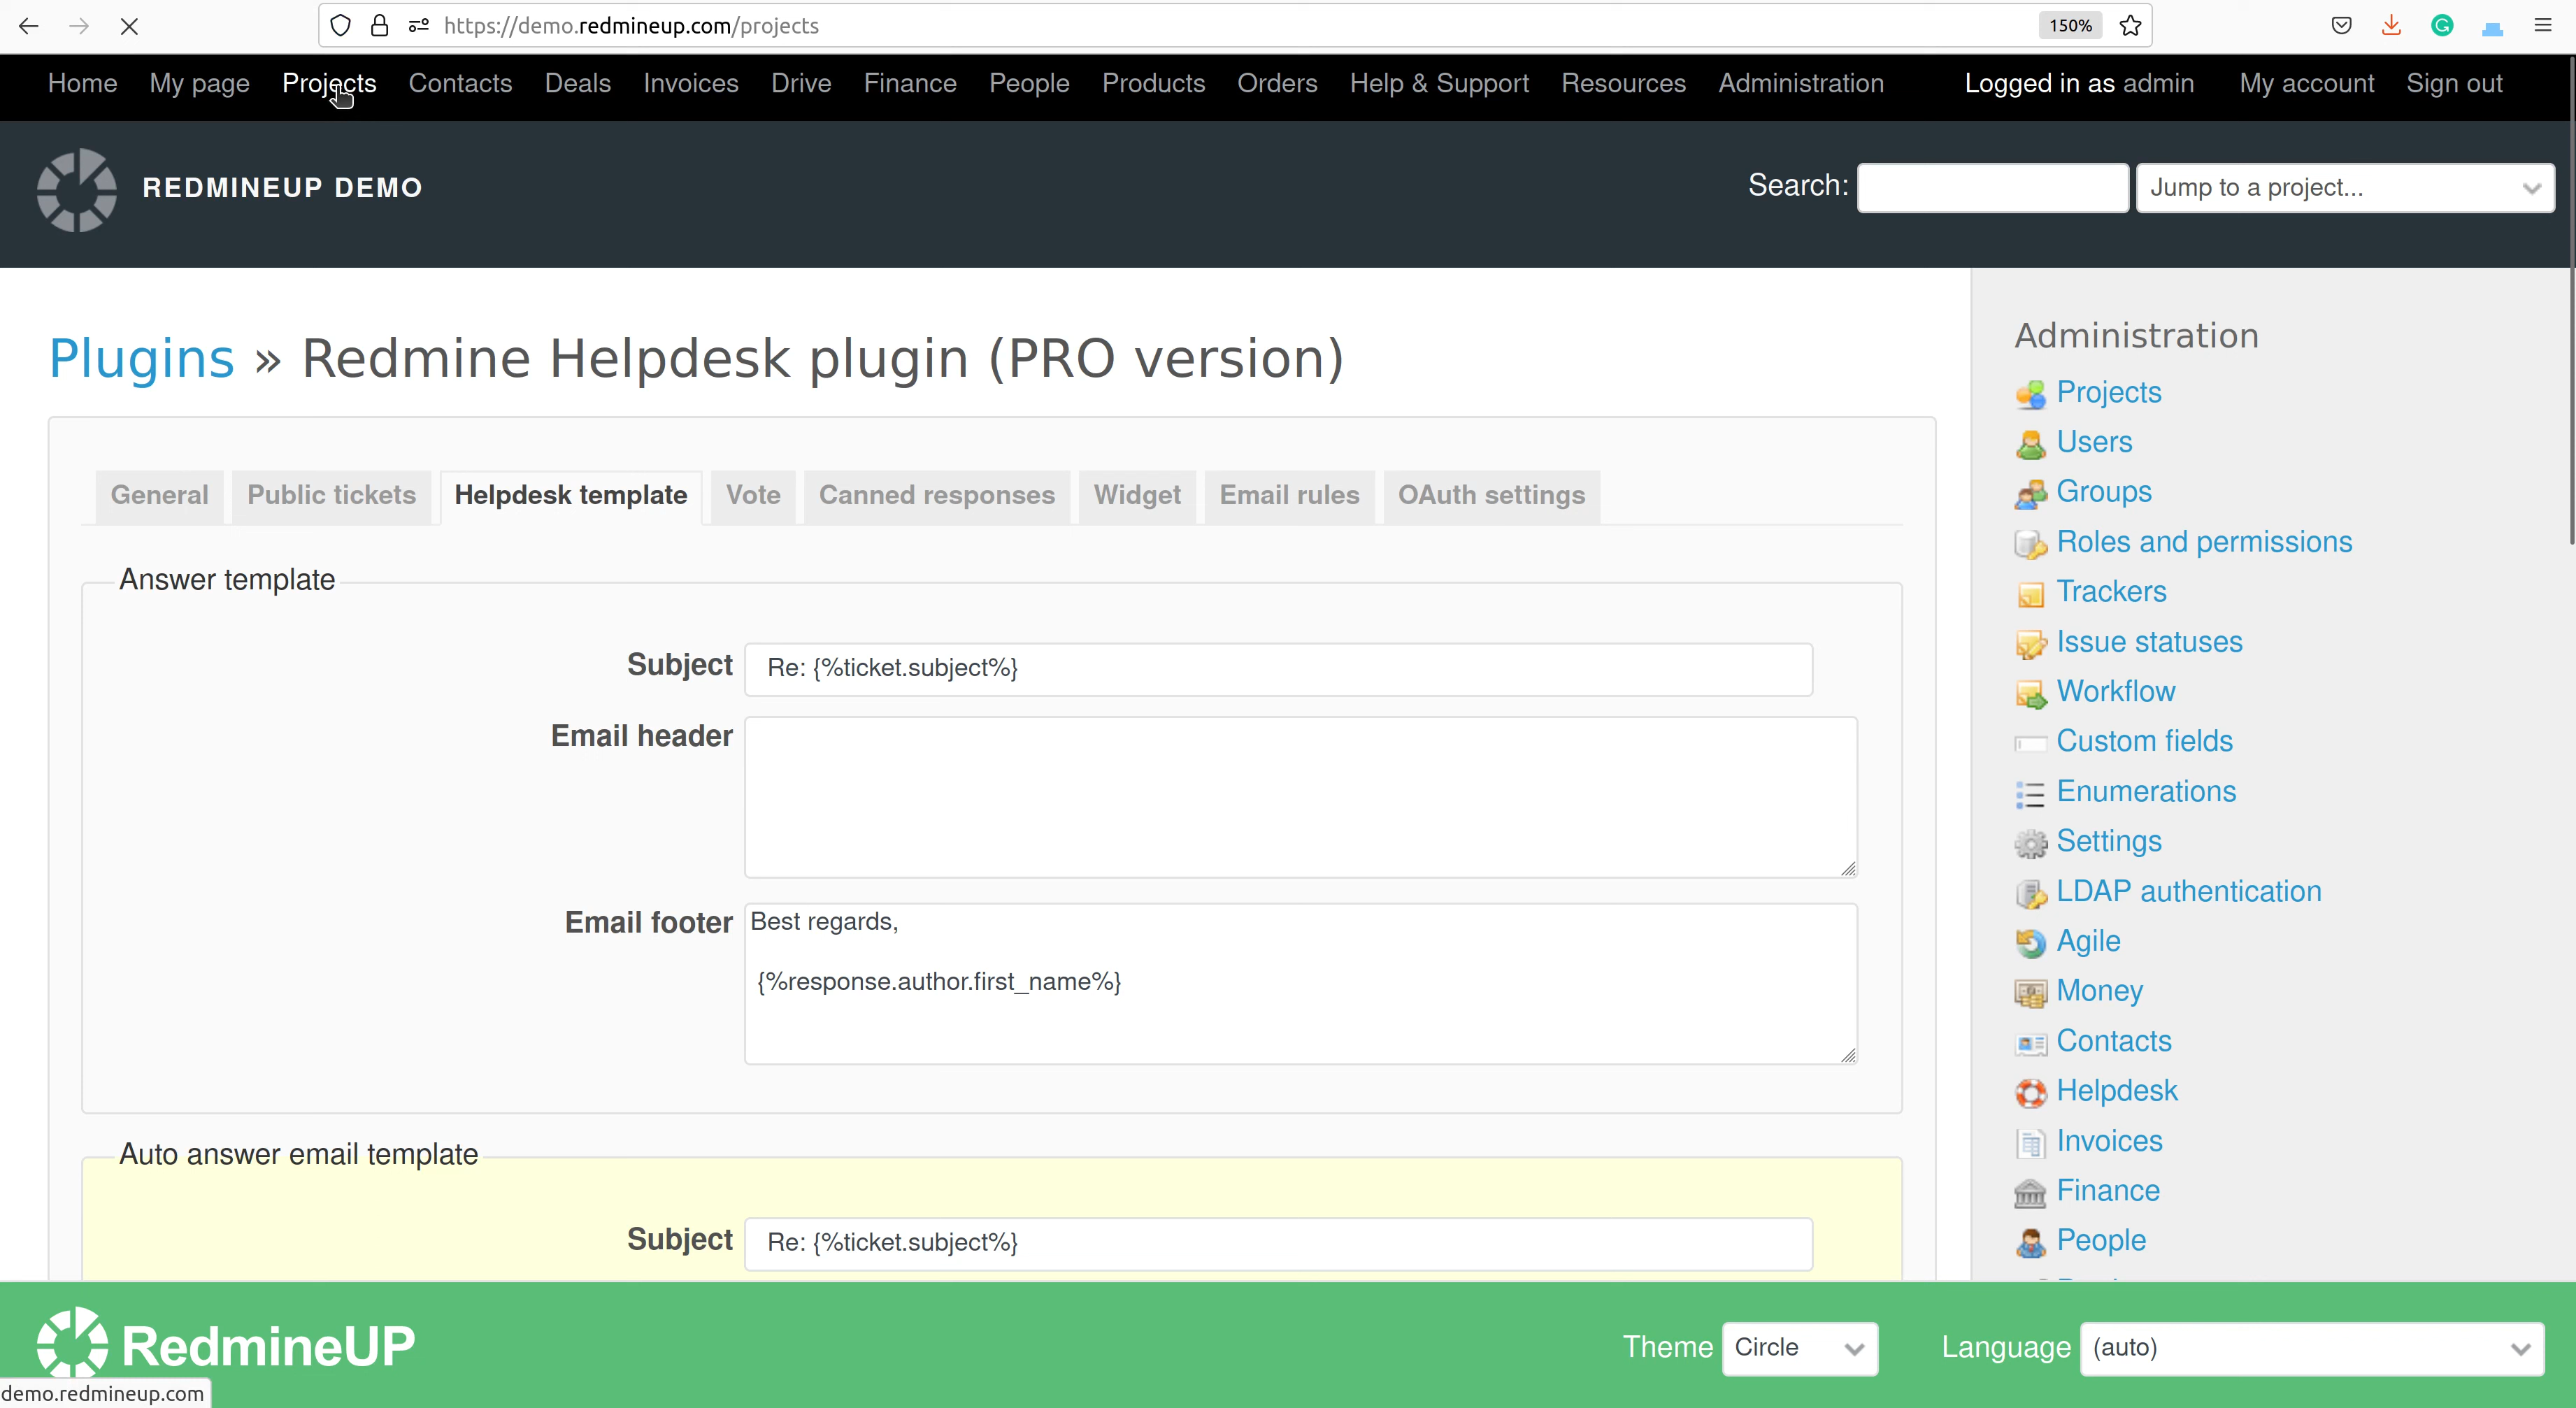 https://demo.redmineup.com/projects
150%
Home My page Projects Contacts Deals Invoices Drive Finance People Products Orders Help & Support Resources Administration Logged in as admin My account Sign out
REDMINEUP DEMO
Search:
Jump to a project...
Plugins » Redmine Helpdesk plugin (PRO version)
General Public tickets Helpdesk template Vote Canned responses Widget Email rules OAuth settings
Answer template
Subject Re: {%ticket.subject%}
Email header
Email footer Best regards,
{%response.author.first_name%}
Auto answer email template
Subject Re: {%ticket.subject%}
Administration
Projects
Users
Groups
Roles and permissions
Trackers
Issue statuses
Workflow
Custom fields
Enumerations
Settings
LDAP authentication
Agile
Money
Contacts
Helpdesk
Invoices
Finance
People
RedmineUP
Theme Circle Language (auto)
demo.redmineup.com